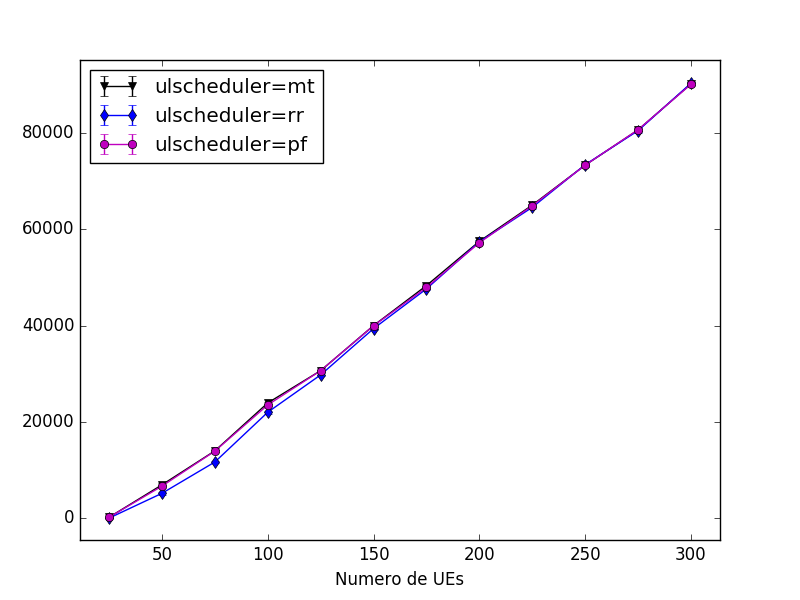 ulscheduler=mt
ulscheduler=rr
ulscheduler=pf
80000
60000
40000
20000
0
50 100 150 200 250 300
Numero de UEs